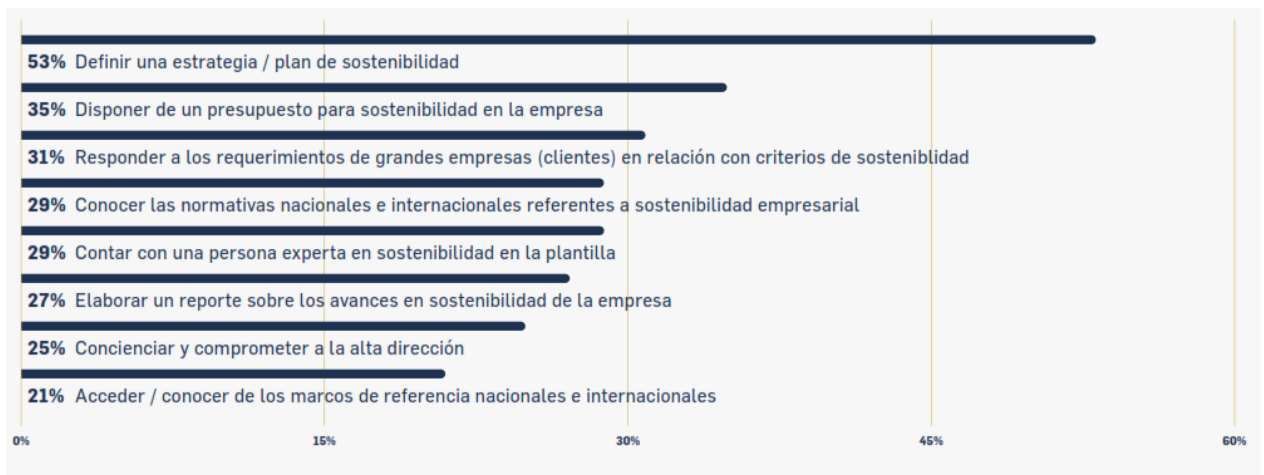 53% Definir una estrategia / plan de sostenibilidad
35% Disponer de un presupuesto para sostenibilidad en la empresa
31% Responder a los requerimientos de grandes empresas (clientes) en relación con criterios de sosteniblidad
29% Conocer las normativas nacionales e internacionales referentes a sostenibilidad empresarial
29% Contar con una persona experta en sostenibilidad en la plantilla
27% Elaborar un reporte sobre los avances en sostenibilidad de la empresa
25% Concienciar y comprometer a la alta dirección
21% Acceder / conocer de los marcos de referencia nacionales e internacionales
0% 15% 30% 45% 60%